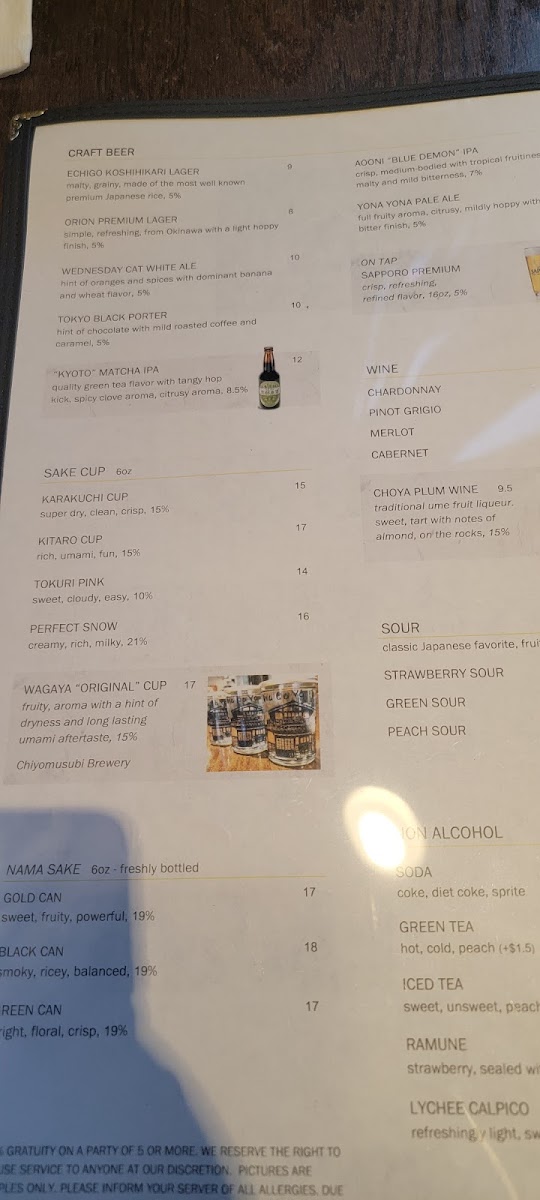 CRAFT BEER
ECHIGO KOSHIHIKARI LAGER 9
malty, grainy, made of the most well known
premium Japanese rice, 5%
ORION PREMIUM LAGER 8
simple, refreshing, from Okinawa with a light hoppy
finish, 5%
WEDNESDAY CAT WHITE ALE 10
hint of oranges and spices with dominant banana
and wheat flavor, 5%
TOKYO BLACK PORTER 10
hint of chocolate with mild roasted coffee and
caramel, 5%
"KYOTO" MATCHA IPA 12
quality green tea flavor with tangy hop
kick, spicy clove aroma, citrusy aroma, 8.5%
SAKE CUP 6oz
KARAKUCHI CUP 15
super dry, clean, crisp, 15%
KITARO CUP 17
rich, umami, fun, 15%
TOKURI PINK 14
sweet, cloudy, easy, 10%
PERFECT SNOW 16
creamy, rich, milky, 21%
WAGAYA "ORIGINAL" CUP 17
fruity, aroma with a hint of
dryness and long lasting
umami aftertaste, 15%
Chiyomusubi Brewery
NAMA SAKE 6oz - freshly bottled
GOLD CAN 17
sweet, fruity, powerful, 19%
BLACK CAN 18
smoky, ricey, balanced, 19%
REEN CAN 17
right, floral, crisp, 19%
% GRATUITY ON A PARTY OF 5 OR MORE. WE RESERVE THE RIGHT TO
USE SERVICE TO ANYONE AT OUR DISCRETION. PICTURES ARE
PLES ONLY. PLEASE INFORM YOUR SERVER OF ALL ALLERGIES. DUE
AOONI "BLUE DEMON" IPA
crisp, medium-bodied with tropical fruitines
malty and mild bitterness, 7%
YONA YONA PALE ALE
full fruity aroma, citrusy, mildly hoppy with
bitter finish, 5%
ON TAP
SAPPORO PREMIUM
crisp, refreshing,
refined flavor, 16oz, 5%
WINE
CHARDONNAY
PINOT GRIGIO
MERLOT
CABERNET
CHOYA PLUM WINE 9.5
traditional ume fruit liqueur.
sweet, tart with notes of
almond, on the rocks, 15%
SOUR
classic Japanese favorite, frui
STRAWBERRY SOUR
GREEN SOUR
PEACH SOUR
ON ALCOHOL
SODA
coke, diet coke, sprite
GREEN TEA
hot, cold, peach (+$1.5)
ICED TEA
sweet, unsweet, peach
RAMUNE
strawberry, sealed wi
LYCHEE CALPICO
refreshing, light, sw